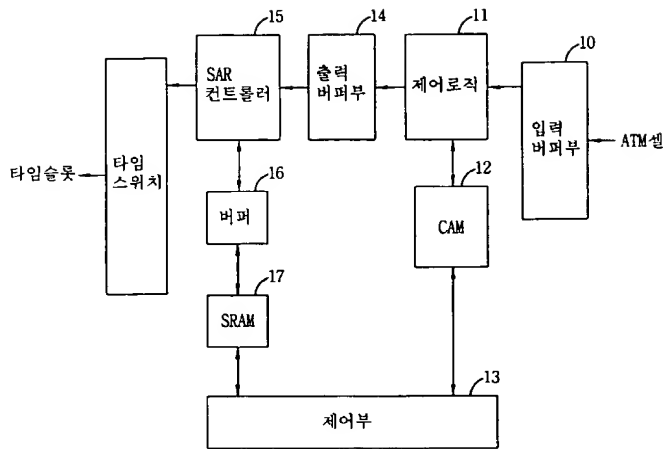 15
14
11
10
SAR
컨트롤러
출력
버퍼부
제어로직
입력
버퍼부
ATM셀
타임슬롯
타임
스위치
16
버퍼
12
CAM
17
SRAM
13
제어부